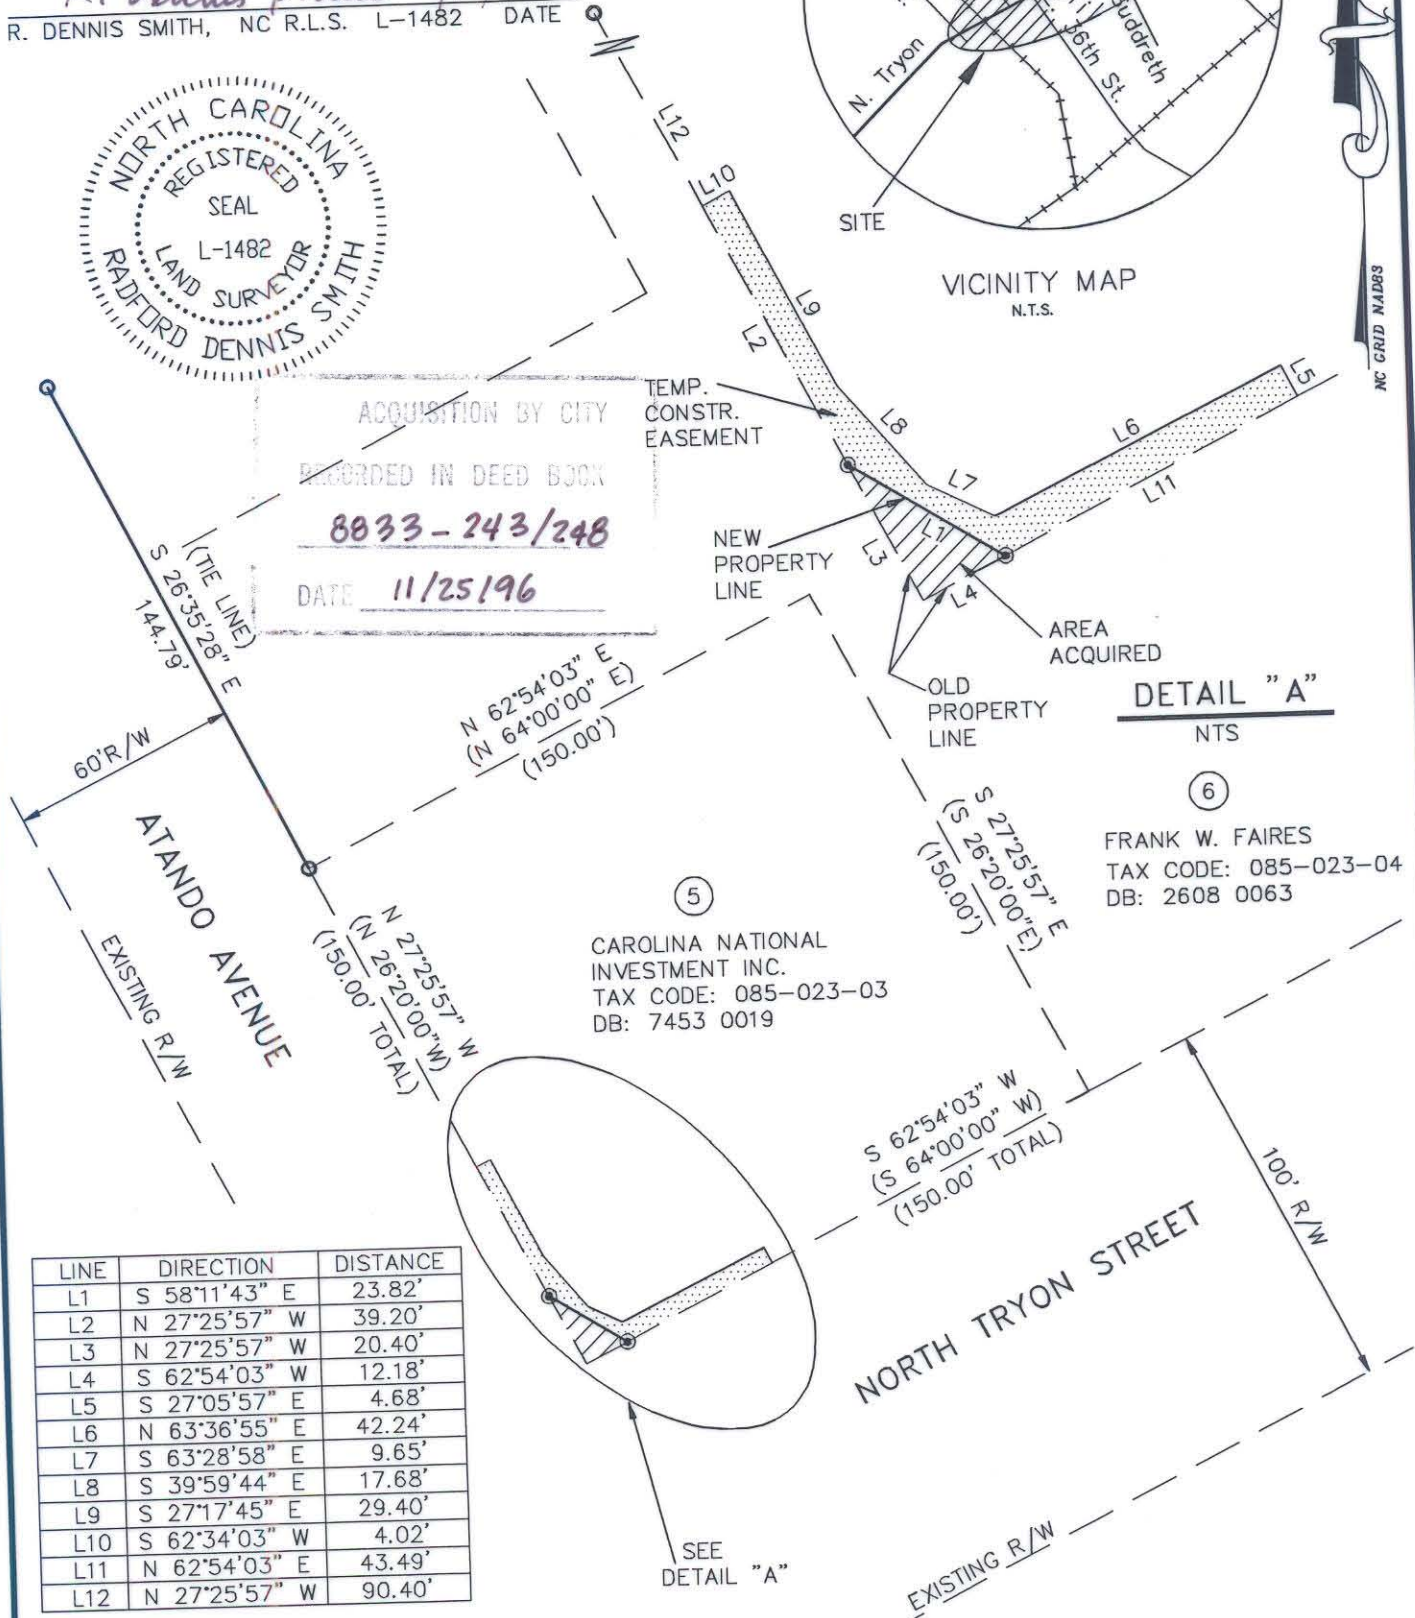 R. DENNIS SMITH, NC R.L.S. L-1482 DATE
NORTH CAROLINA
REGISTERED
SEAL
L-1482
LAND SURVEYOR
RADFORD DENNIS SMITH
N. Tryon
36th St.
Suddreth
SITE
VICINITY MAP
N.T.S.
NC GRID NAD83
ACQUISITION BY CITY
RECORDED IN DEED BOOK
8833-243/248
DATE 11/25/96
L12
L10
L9
L2
TEMP.
CONSTR.
EASEMENT
L8
L7
L6
L5
L11
NEW
PROPERTY
LINE
L1
L3
L4
AREA
ACQUIRED
OLD
PROPERTY
LINE
DETAIL "A"
NTS
(TIE LINE)
S 26°35'28" E
144.79'
60'R/W
ATANDO AVENUE
EXISTING R/W
N 62°54'03" E
(N 64°00'00" E)
(150.00')
N 27°25'57" W
(N 26°20'00"W)
(150.00' TOTAL)
5
CAROLINA NATIONAL
INVESTMENT INC.
TAX CODE: 085-023-03
DB: 7453 0019
S 27°25'57" E
(S 26°20'00"E)
(150.00')
6
FRANK W. FAIRES
TAX CODE: 085-023-04
DB: 2608 0063
S 62°54'03" W
(S 64°00'00" W)
(150.00' TOTAL)
100' R/W
NORTH TRYON STREET
EXISTING R/W
SEE
DETAIL "A"
LINE DIRECTION DISTANCE
L1 S 58°11'43" E 23.82'
L2 N 27°25'57" W 39.20'
L3 N 27°25'57" W 20.40'
L4 S 62°54'03" W 12.18'
L5 S 27°05'57" E 4.68'
L6 N 63°36'55" E 42.24'
L7 S 63°28'58" E 9.65'
L8 S 39°59'44" E 17.68'
L9 S 27°17'45" E 29.40'
L10 S 62°34'03" W 4.02'
L11 N 62°54'03" E 43.49'
L12 N 27°25'57" W 90.40'